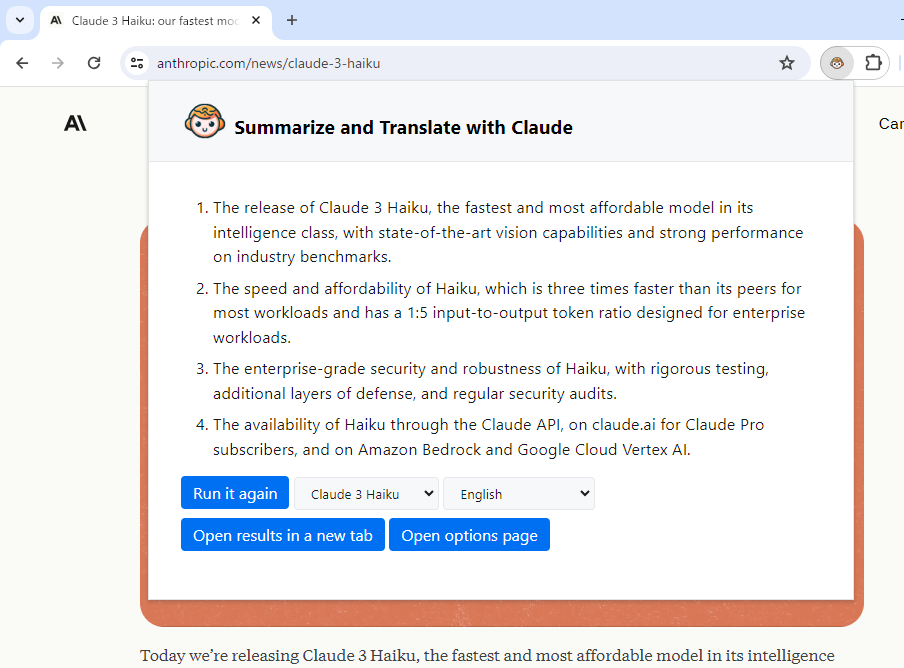 Claude 3 Haiku: our fastest mod
anthropic.com/news/claude-3-haiku
A\
Car
Summarize and Translate with Claude
1. The release of Claude 3 Haiku, the fastest and most affordable model in its
intelligence class, with state-of-the-art vision capabilities and strong performance
on industry benchmarks.
2. The speed and affordability of Haiku, which is three times faster than its peers for
most workloads and has a 1:5 input-to-output token ratio designed for enterprise
workloads.
3. The enterprise-grade security and robustness of Haiku, with rigorous testing,
additional layers of defense, and regular security audits.
4. The availability of Haiku through the Claude API, on claude.ai for Claude Pro
subscribers, and on Amazon Bedrock and Google Cloud Vertex AI.
Run it again Claude 3 Haiku English
Open results in a new tab Open options page
Today we’re releasing Claude 3 Haiku, the fastest and most affordable model in its intelligence